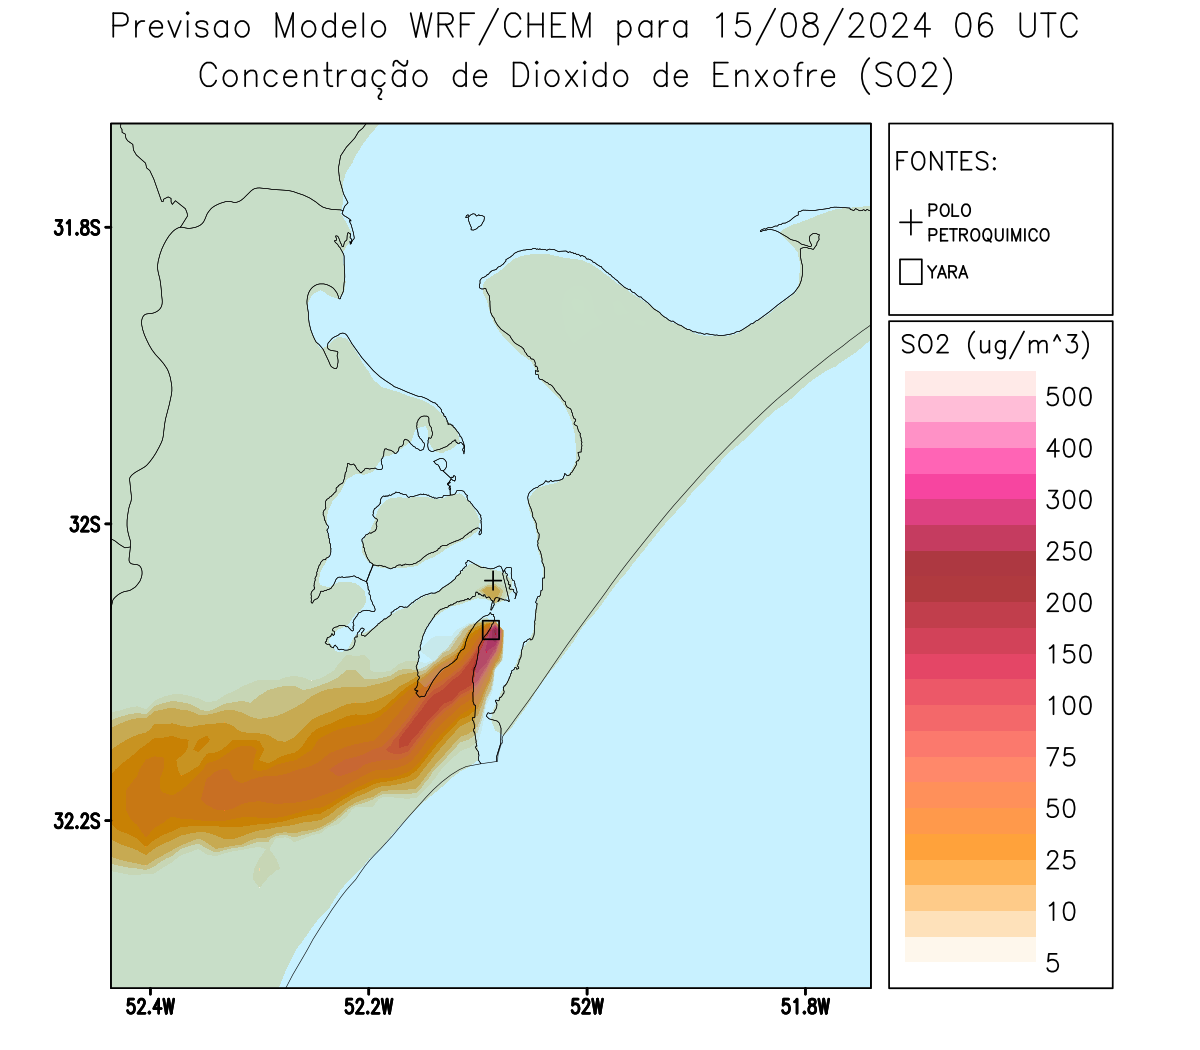 Previsao Modelo WRF/CHEM para 15/08/2024 06 UTC
Concentração de Dioxido de Enxofre (SO2)
FONTES:
POLO
PETROQUIMICO
YARA
31.8S
32S
32.2S
52.4W
52.2W
52W
51.8W
SO2 (ug/m^3)
500
400
300
250
200
150
100
75
50
25
10
5